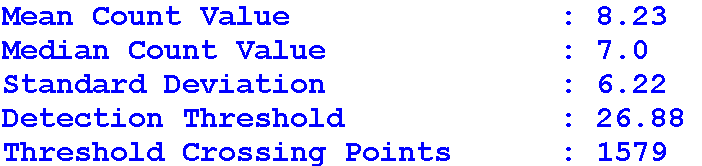 Mean Count Value : 8.23
Median Count Value : 7.0
Standard Deviation : 6.22
Detection Threshold : 26.88
Threshold Crossing Points : 1579